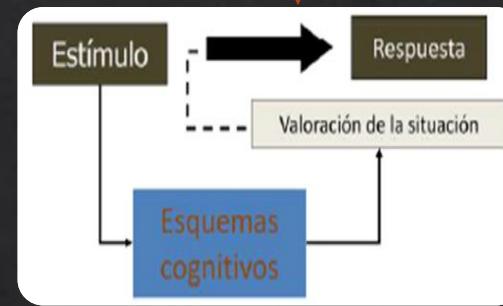 Estímulo
Respuesta
Valoración de la situación
Esquemas
cognitivos